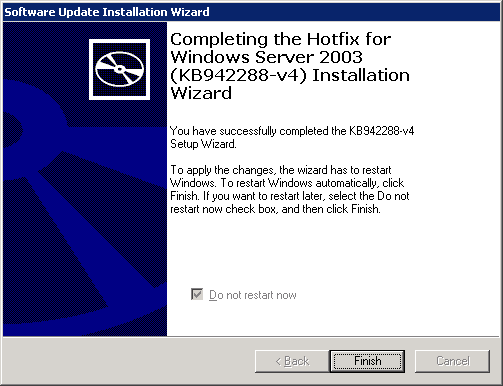 Software Update Installation Wizard
Completing the Hotfix for
Windows Server 2003
(KB942288-v4) Installation
Wizard
You have successfully completed the KB942288-v4
Setup Wizard.
To apply the changes, the wizard has to restart
Windows. To restart Windows automatically, click
Finish. If you want to restart later, select the Do not
restart now check box, and then click Finish.
Do not restart now
< Back
Finish
Cancel